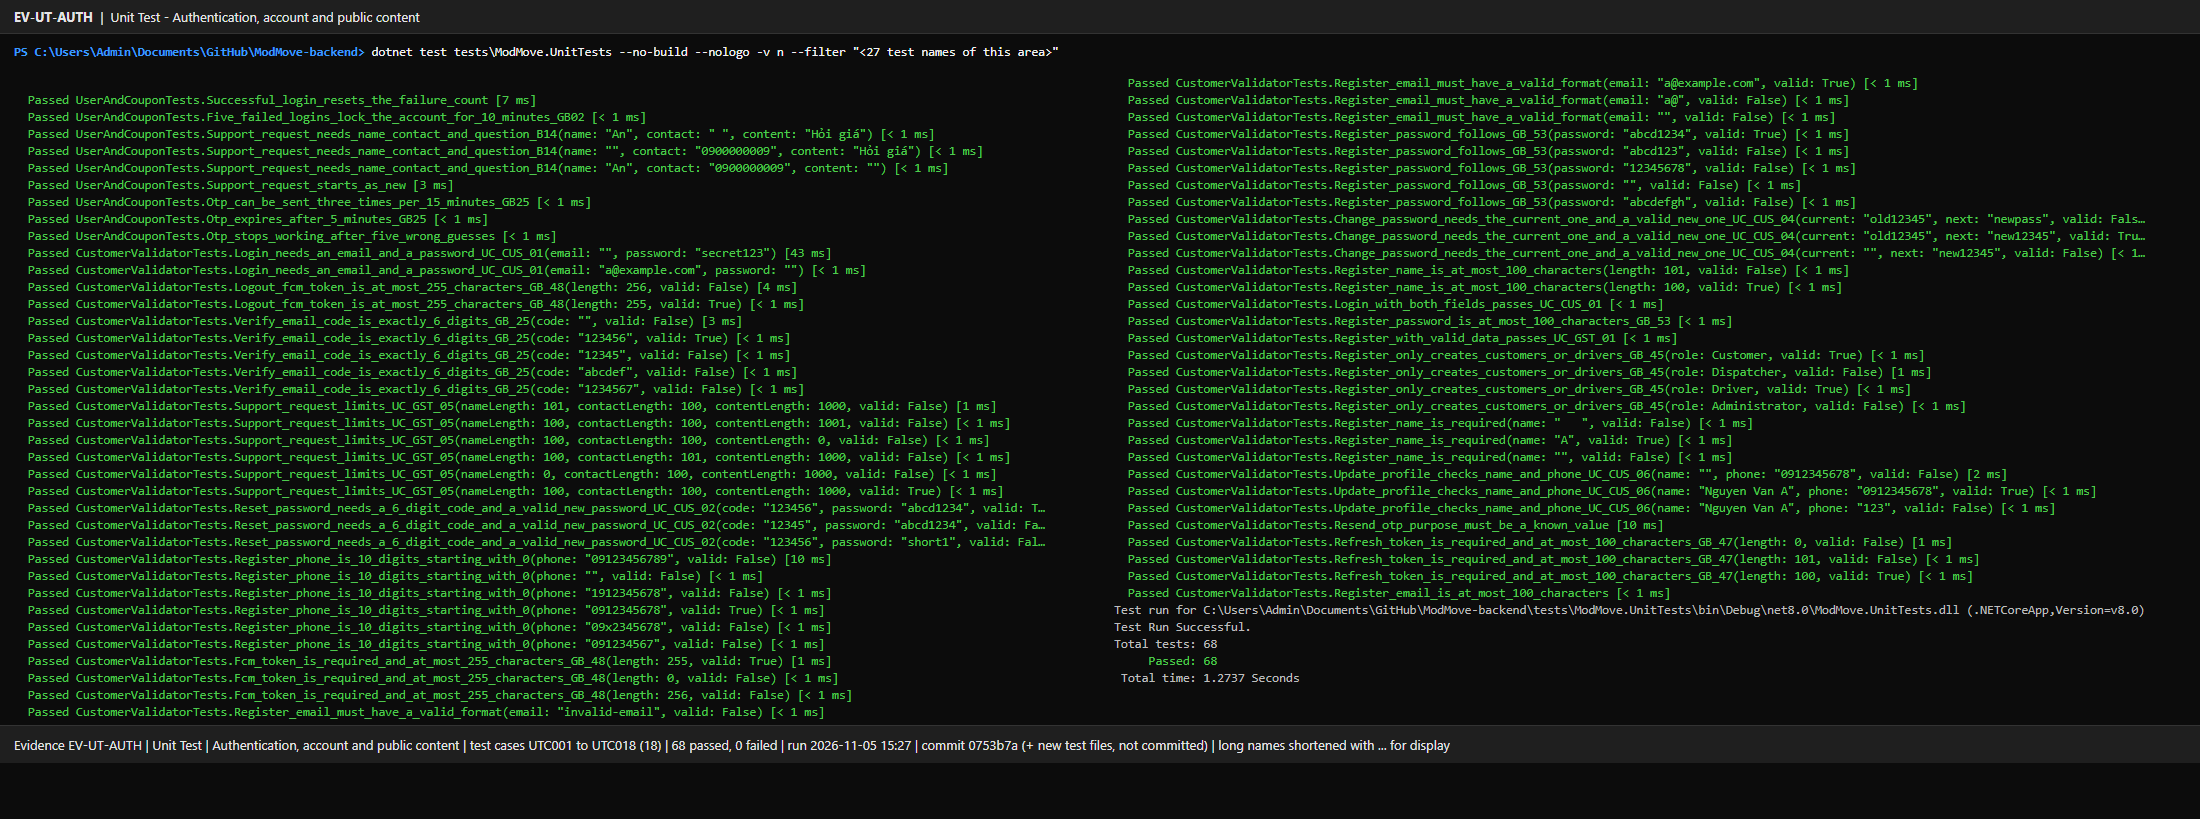 EV-UT-AUTH | Unit Test - Authentication, account and public content
PS C:\Users\Admin\Documents\GitHub\ModMove-backend> dotnet test tests\ModMove.UnitTests --no-build --nologo -v n --filter "<27 test names of this area>"
Passed UserAndCouponTests.Successful_login_resets_the_failure_count [7 ms]
Passed UserAndCouponTests.Five_failed_logins_lock_the_account_for_10_minutes_GB02 [< 1 ms]
Passed UserAndCouponTests.Support_request_needs_name_contact_and_question_B14(name: "An", contact: " ", content: "Hỏi giá") [< 1 ms]
Passed UserAndCouponTests.Support_request_needs_name_contact_and_question_B14(name: "", contact: "0900000009", content: "Hỏi giá") [< 1 ms]
Passed UserAndCouponTests.Support_request_needs_name_contact_and_question_B14(name: "An", contact: "0900000009", content: "") [< 1 ms]
Passed UserAndCouponTests.Support_request_starts_as_new [3 ms]
Passed UserAndCouponTests.Otp_can_be_sent_three_times_per_15_minutes_GB25 [< 1 ms]
Passed UserAndCouponTests.Otp_expires_after_5_minutes_GB25 [< 1 ms]
Passed UserAndCouponTests.Otp_stops_working_after_five_wrong_guesses [< 1 ms]
Passed CustomerValidatorTests.Login_needs_an_email_and_a_password_UC_CUS_01(email: "", password: "secret123") [43 ms]
Passed CustomerValidatorTests.Login_needs_an_email_and_a_password_UC_CUS_01(email: "a@example.com", password: "") [< 1 ms]
Passed CustomerValidatorTests.Logout_fcm_token_is_at_most_255_characters_GB_48(length: 256, valid: False) [4 ms]
Passed CustomerValidatorTests.Logout_fcm_token_is_at_most_255_characters_GB_48(length: 255, valid: True) [< 1 ms]
Passed CustomerValidatorTests.Verify_email_code_is_exactly_6_digits_GB_25(code: "", valid: False) [3 ms]
Passed CustomerValidatorTests.Verify_email_code_is_exactly_6_digits_GB_25(code: "123456", valid: True) [< 1 ms]
Passed CustomerValidatorTests.Verify_email_code_is_exactly_6_digits_GB_25(code: "12345", valid: False) [< 1 ms]
Passed CustomerValidatorTests.Verify_email_code_is_exactly_6_digits_GB_25(code: "abcdef", valid: False) [< 1 ms]
Passed CustomerValidatorTests.Verify_email_code_is_exactly_6_digits_GB_25(code: "1234567", valid: False) [< 1 ms]
Passed CustomerValidatorTests.Support_request_limits_UC_GST_05(nameLength: 101, contactLength: 100, contentLength: 1000, valid: False) [1 ms]
Passed CustomerValidatorTests.Support_request_limits_UC_GST_05(nameLength: 100, contactLength: 100, contentLength: 1001, valid: False) [< 1 ms]
Passed CustomerValidatorTests.Support_request_limits_UC_GST_05(nameLength: 100, contactLength: 100, contentLength: 0, valid: False) [< 1 ms]
Passed CustomerValidatorTests.Support_request_limits_UC_GST_05(nameLength: 100, contactLength: 101, contentLength: 1000, valid: False) [< 1 ms]
Passed CustomerValidatorTests.Support_request_limits_UC_GST_05(nameLength: 0, contactLength: 100, contentLength: 1000, valid: False) [< 1 ms]
Passed CustomerValidatorTests.Support_request_limits_UC_GST_05(nameLength: 100, contactLength: 100, contentLength: 1000, valid: True) [< 1 ms]
Passed CustomerValidatorTests.Reset_password_needs_a_6_digit_code_and_a_valid_new_password_UC_CUS_02(code: "123456", password: "abcd1234", valid: T…
Passed CustomerValidatorTests.Reset_password_needs_a_6_digit_code_and_a_valid_new_password_UC_CUS_02(code: "12345", password: "abcd1234", valid: Fa…
Passed CustomerValidatorTests.Reset_password_needs_a_6_digit_code_and_a_valid_new_password_UC_CUS_02(code: "123456", password: "short1", valid: Fal…
Passed CustomerValidatorTests.Register_phone_is_10_digits_starting_with_0(phone: "09123456789", valid: False) [10 ms]
Passed CustomerValidatorTests.Register_phone_is_10_digits_starting_with_0(phone: "", valid: False) [< 1 ms]
Passed CustomerValidatorTests.Register_phone_is_10_digits_starting_with_0(phone: "1912345678", valid: False) [< 1 ms]
Passed CustomerValidatorTests.Register_phone_is_10_digits_starting_with_0(phone: "0912345678", valid: True) [< 1 ms]
Passed CustomerValidatorTests.Register_phone_is_10_digits_starting_with_0(phone: "09x2345678", valid: False) [< 1 ms]
Passed CustomerValidatorTests.Register_phone_is_10_digits_starting_with_0(phone: "091234567", valid: False) [< 1 ms]
Passed CustomerValidatorTests.Fcm_token_is_required_and_at_most_255_characters_GB_48(length: 255, valid: True) [1 ms]
Passed CustomerValidatorTests.Fcm_token_is_required_and_at_most_255_characters_GB_48(length: 0, valid: False) [< 1 ms]
Passed CustomerValidatorTests.Fcm_token_is_required_and_at_most_255_characters_GB_48(length: 256, valid: False) [< 1 ms]
Passed CustomerValidatorTests.Register_email_must_have_a_valid_format(email: "invalid-email", valid: False) [< 1 ms]
Passed CustomerValidatorTests.Register_email_must_have_a_valid_format(email: "a@example.com", valid: True) [< 1 ms]
Passed CustomerValidatorTests.Register_email_must_have_a_valid_format(email: "a@", valid: False) [< 1 ms]
Passed CustomerValidatorTests.Register_email_must_have_a_valid_format(email: "", valid: False) [< 1 ms]
Passed CustomerValidatorTests.Register_password_follows_GB_53(password: "abcd1234", valid: True) [< 1 ms]
Passed CustomerValidatorTests.Register_password_follows_GB_53(password: "abcd123", valid: False) [< 1 ms]
Passed CustomerValidatorTests.Register_password_follows_GB_53(password: "12345678", valid: False) [< 1 ms]
Passed CustomerValidatorTests.Register_password_follows_GB_53(password: "", valid: False) [< 1 ms]
Passed CustomerValidatorTests.Register_password_follows_GB_53(password: "abcdefgh", valid: False) [< 1 ms]
Passed CustomerValidatorTests.Change_password_needs_the_current_one_and_a_valid_new_one_UC_CUS_04(current: "old12345", next: "newpass", valid: Fals…
Passed CustomerValidatorTests.Change_password_needs_the_current_one_and_a_valid_new_one_UC_CUS_04(current: "old12345", next: "new12345", valid: Tru…
Passed CustomerValidatorTests.Change_password_needs_the_current_one_and_a_valid_new_one_UC_CUS_04(current: "", next: "new12345", valid: False) [< 1…
Passed CustomerValidatorTests.Register_name_is_at_most_100_characters(length: 101, valid: False) [< 1 ms]
Passed CustomerValidatorTests.Register_name_is_at_most_100_characters(length: 100, valid: True) [< 1 ms]
Passed CustomerValidatorTests.Login_with_both_fields_passes_UC_CUS_01 [< 1 ms]
Passed CustomerValidatorTests.Register_password_is_at_most_100_characters_GB_53 [< 1 ms]
Passed CustomerValidatorTests.Register_with_valid_data_passes_UC_GST_01 [< 1 ms]
Passed CustomerValidatorTests.Register_only_creates_customers_or_drivers_GB_45(role: Customer, valid: True) [< 1 ms]
Passed CustomerValidatorTests.Register_only_creates_customers_or_drivers_GB_45(role: Dispatcher, valid: False) [1 ms]
Passed CustomerValidatorTests.Register_only_creates_customers_or_drivers_GB_45(role: Driver, valid: True) [< 1 ms]
Passed CustomerValidatorTests.Register_only_creates_customers_or_drivers_GB_45(role: Administrator, valid: False) [< 1 ms]
Passed CustomerValidatorTests.Register_name_is_required(name: "   ", valid: False) [< 1 ms]
Passed CustomerValidatorTests.Register_name_is_required(name: "A", valid: True) [< 1 ms]
Passed CustomerValidatorTests.Register_name_is_required(name: "", valid: False) [< 1 ms]
Passed CustomerValidatorTests.Update_profile_checks_name_and_phone_UC_CUS_06(name: "", phone: "0912345678", valid: False) [2 ms]
Passed CustomerValidatorTests.Update_profile_checks_name_and_phone_UC_CUS_06(name: "Nguyen Van A", phone: "0912345678", valid: True) [< 1 ms]
Passed CustomerValidatorTests.Update_profile_checks_name_and_phone_UC_CUS_06(name: "Nguyen Van A", phone: "123", valid: False) [< 1 ms]
Passed CustomerValidatorTests.Resend_otp_purpose_must_be_a_known_value [10 ms]
Passed CustomerValidatorTests.Refresh_token_is_required_and_at_most_100_characters_GB_47(length: 0, valid: False) [1 ms]
Passed CustomerValidatorTests.Refresh_token_is_required_and_at_most_100_characters_GB_47(length: 101, valid: False) [< 1 ms]
Passed CustomerValidatorTests.Refresh_token_is_required_and_at_most_100_characters_GB_47(length: 100, valid: True) [< 1 ms]
Passed CustomerValidatorTests.Register_email_is_at_most_100_characters [< 1 ms]
Test run for C:\Users\Admin\Documents\GitHub\ModMove-backend\tests\ModMove.UnitTests\bin\Debug\net8.0\ModMove.UnitTests.dll (.NETCoreApp,Version=v8.0)
Test Run Successful.
Total tests: 68
Passed: 68
Total time: 1.2737 Seconds
Evidence EV-UT-AUTH | Unit Test | Authentication, account and public content | test cases UTC001 to UTC018 (18) | 68 passed, 0 failed | run 2026-11-05 15:27 | commit 0753b7a (+ new test files, not committed) | long names shortened with ... for display